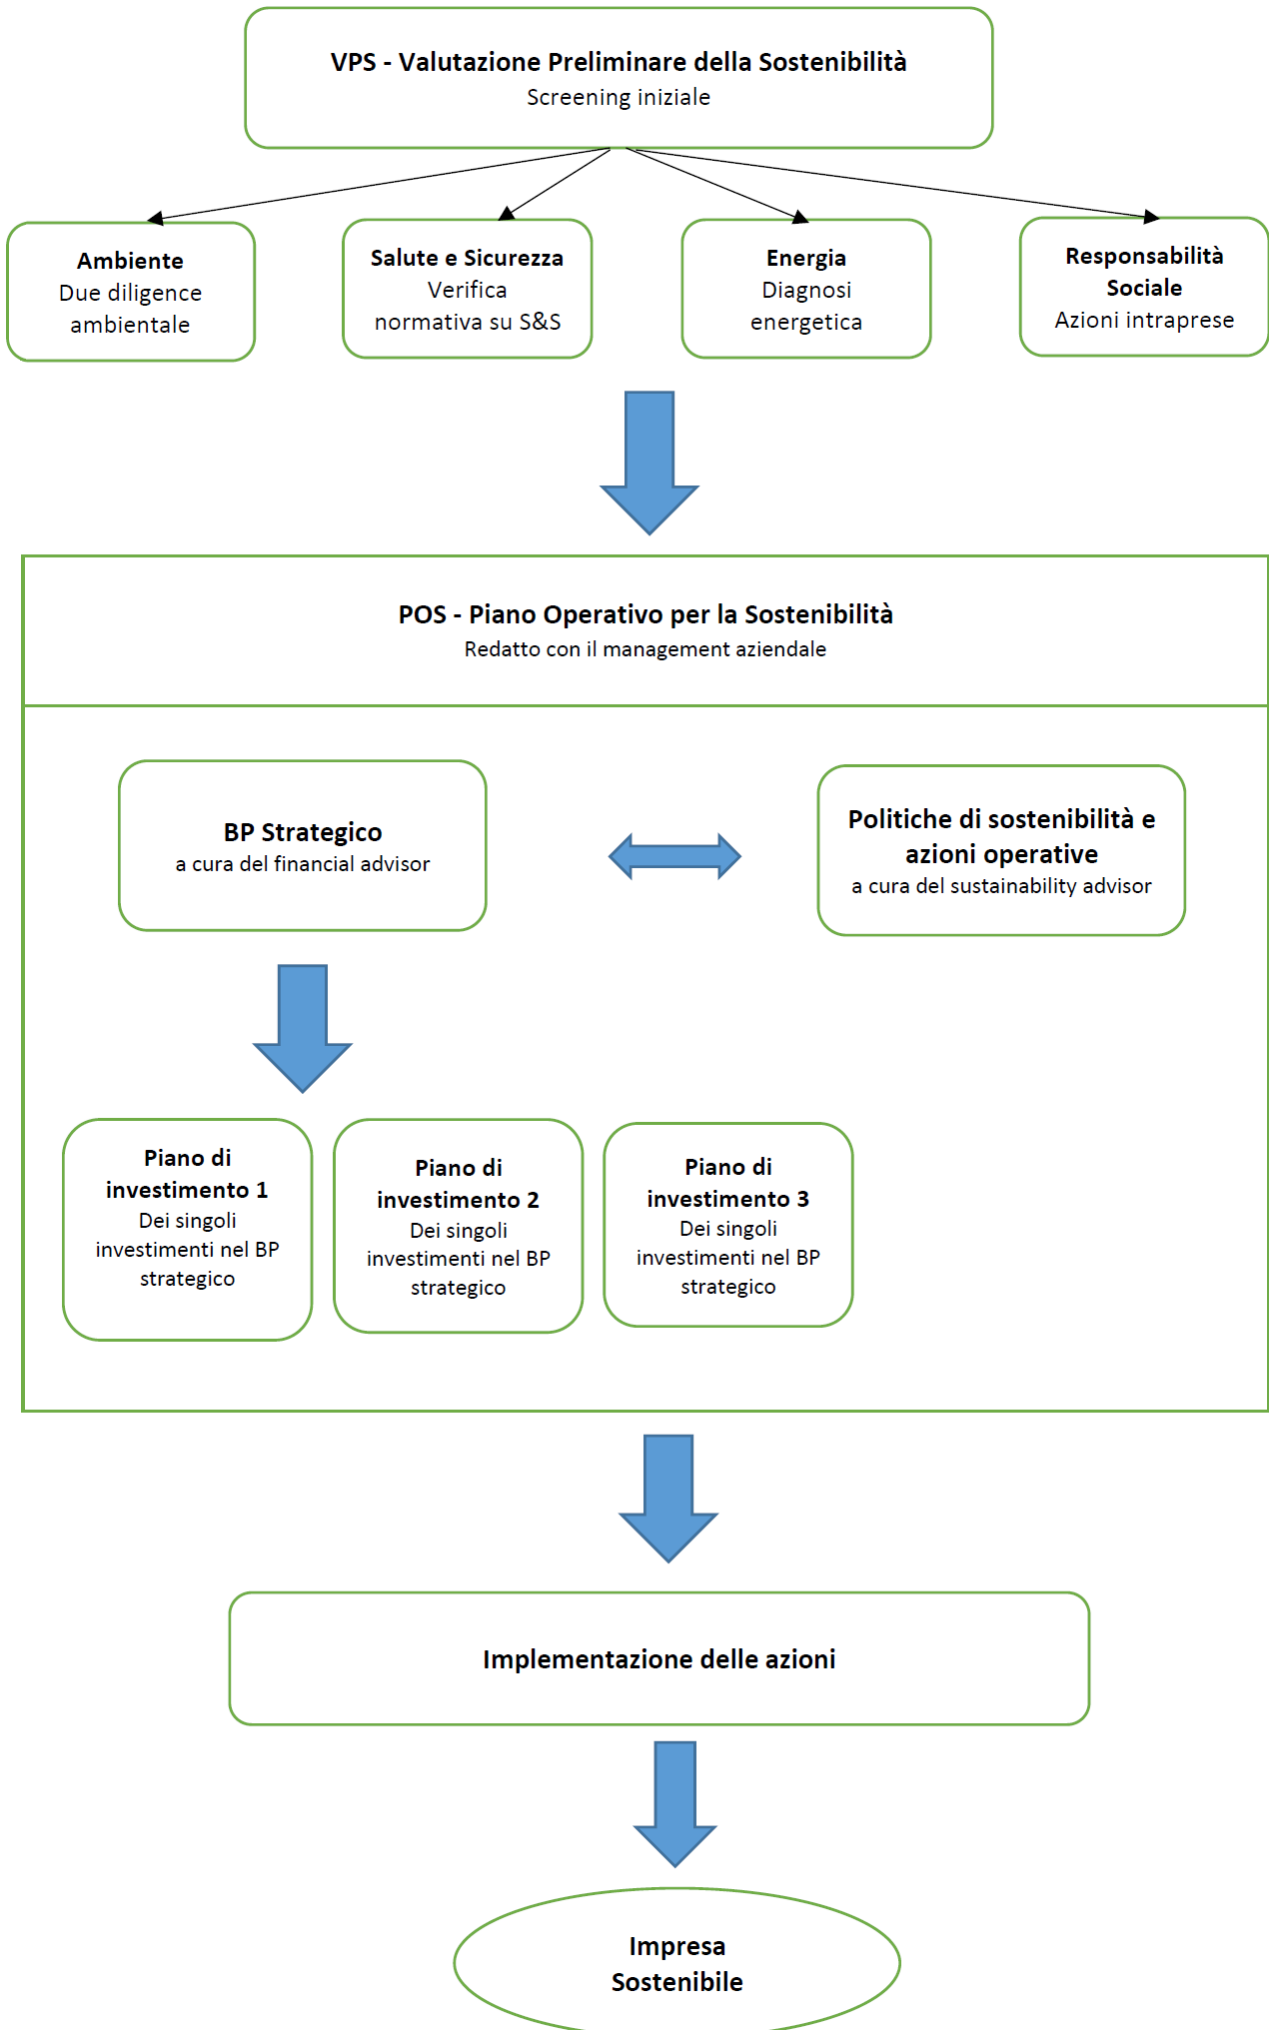 VPS - Valutazione Preliminare della Sostenibilità
Screening iniziale
Ambiente
Due diligence
ambientale
Salute e Sicurezza
Verifica
normativa su S&S
Energia
Diagnosi
energetica
Responsabilità
Sociale
Azioni intraprese
POS - Piano Operativo per la Sostenibilità
Redatto con il management aziendale
BP Strategico
a cura del financial advisor
Politiche di sostenibilità e
azioni operative
a cura del sustainability advisor
Piano di
investimento 1
Dei singoli
investimenti nel BP
strategico
Piano di
investimento 2
Dei singoli
investimenti nel BP
strategico
Piano di
investimento 3
Dei singoli
investimenti nel BP
strategico
Implementazione delle azioni
Impresa
Sostenibile